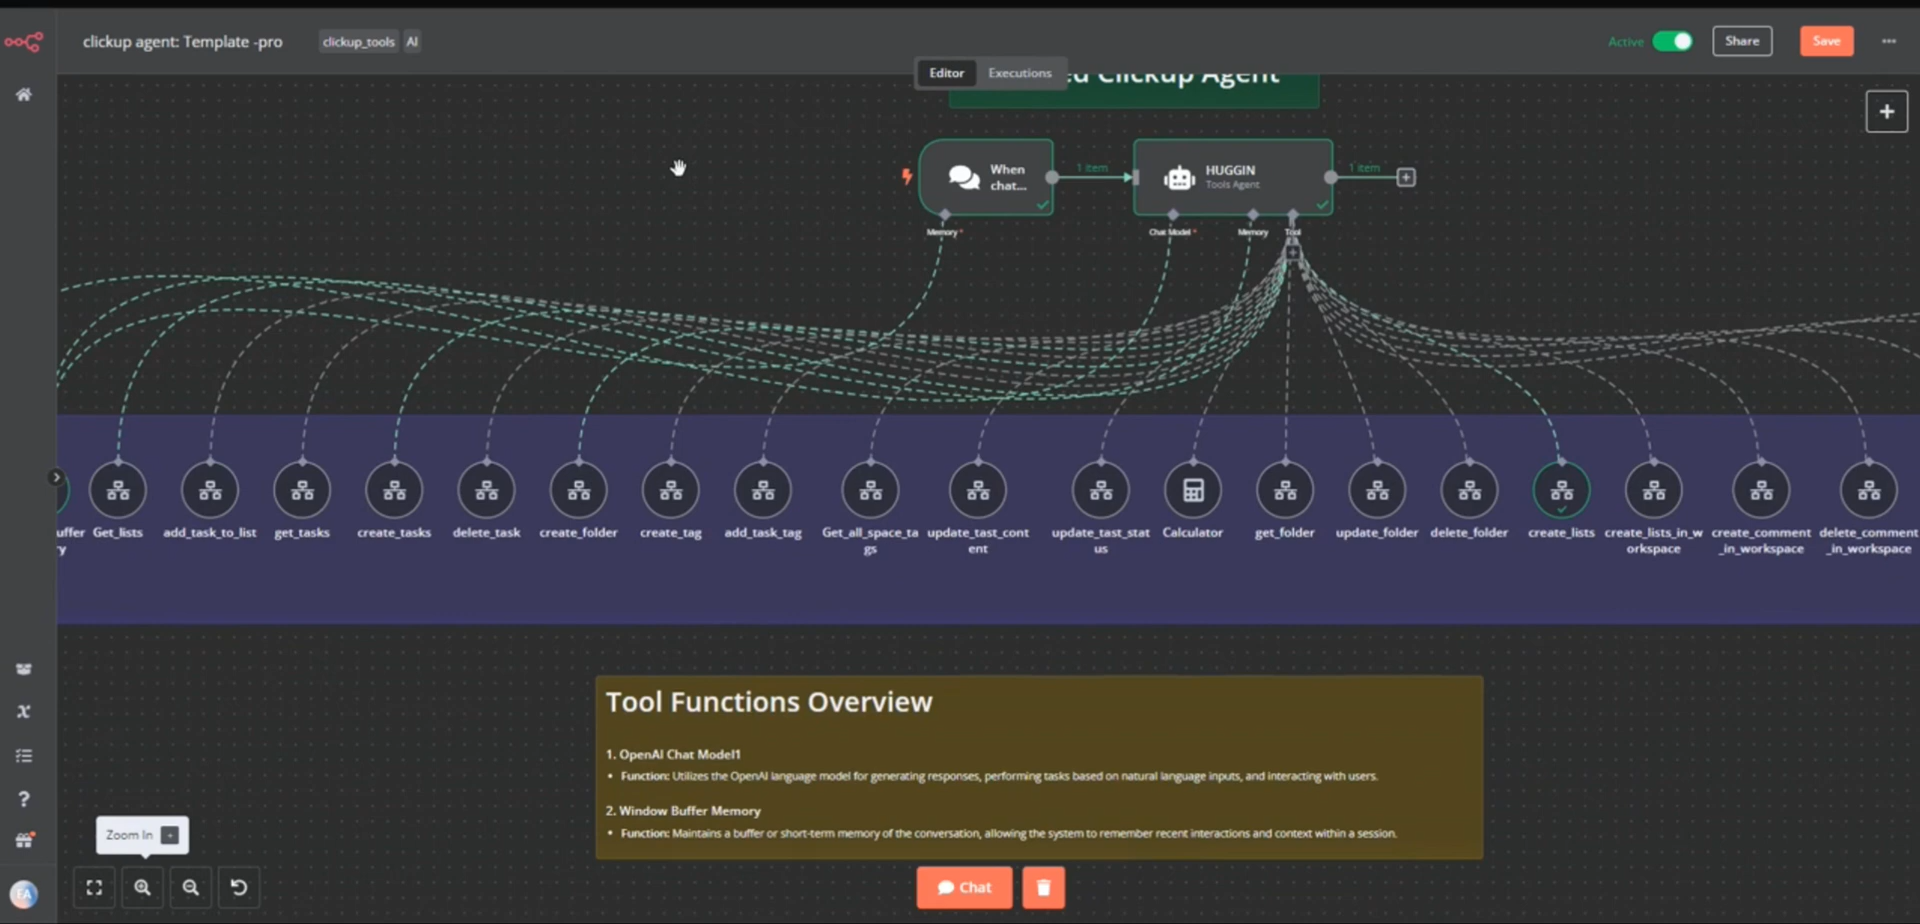 clickup agent: Template -pro
clickup_tools
AI
Active
Share
Save
Editor
Executions
ed Clickup Agent
When
chat...
1 item
HUGGIN
Tools Agent
1 item
Memory *
Chat Model *
Memory
Tool
uffer
ry
Get_lists
add_task_to_list
get_tasks
create_tasks
delete_task
create_folder
create_tag
add_task_tag
Get_all_space_ta
gs
update_tast_cont
ent
update_tast_stat
us
Calculator
get_folder
update_folder
delete_folder
create_lists
create_lists_in_w
orkspace
create_comment
_in_workspace
delete_comment
_in_workspace
Tool Functions Overview
1. OpenAI Chat Model1
• Function: Utilizes the OpenAI language model for generating responses, performing tasks based on natural language inputs, and interacting with users.
2. Window Buffer Memory
• Function: Maintains a buffer or short-term memory of the conversation, allowing the system to remember recent interactions and context within a session.
Zoom In +
Chat
FA